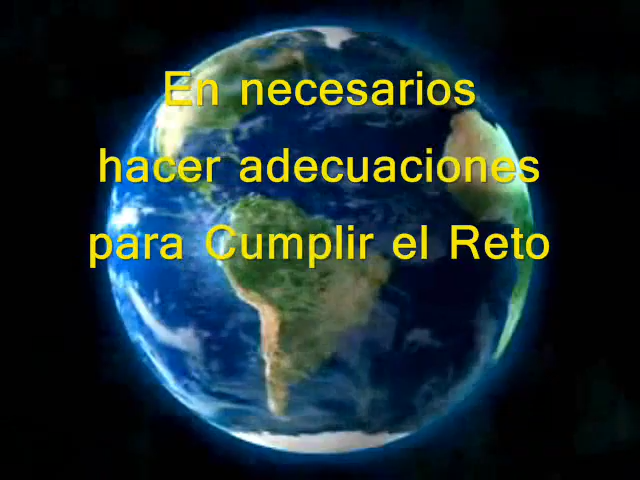 En necesarios
hacer adecuaciones
para Cumplir el Reto